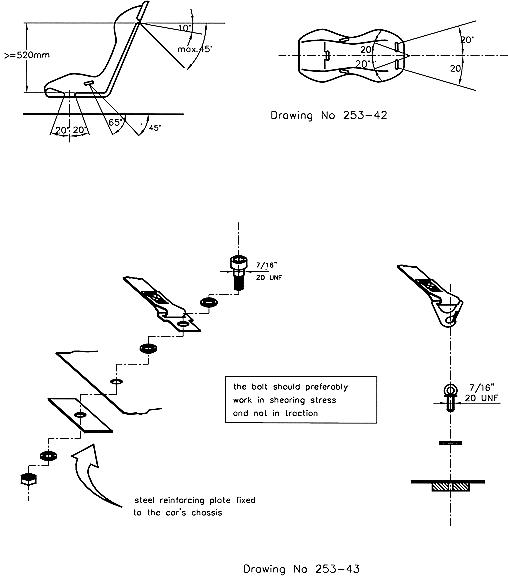 10°
max.45°
>=520mm
20° 20°
65°
45°
20°
20°
20°
20
Drawing No 253-42
7/16"
20 UNF
the bolt should preferably
work in shearing stress
and not in traction
7/16"
20 UNF
steel reinforcing plate fixed
to the car's chassis
Drawing No 253-43